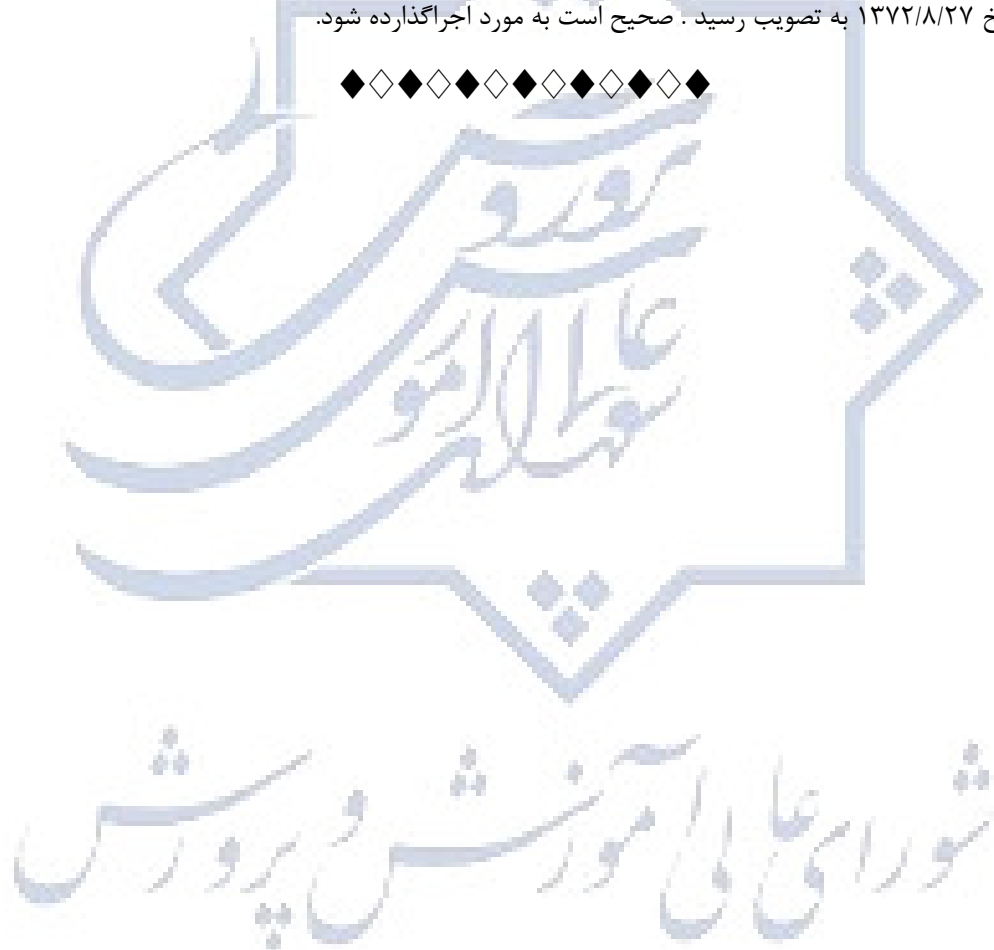 خ ۱۳۷۲/۸/۲۷ به تصویب رسید . صحیح است به مورد اجراگذارده شود.
♦◊♦◊♦◊♦◊♦◊♦◊♦
شورای عالی آموزش و پرورش